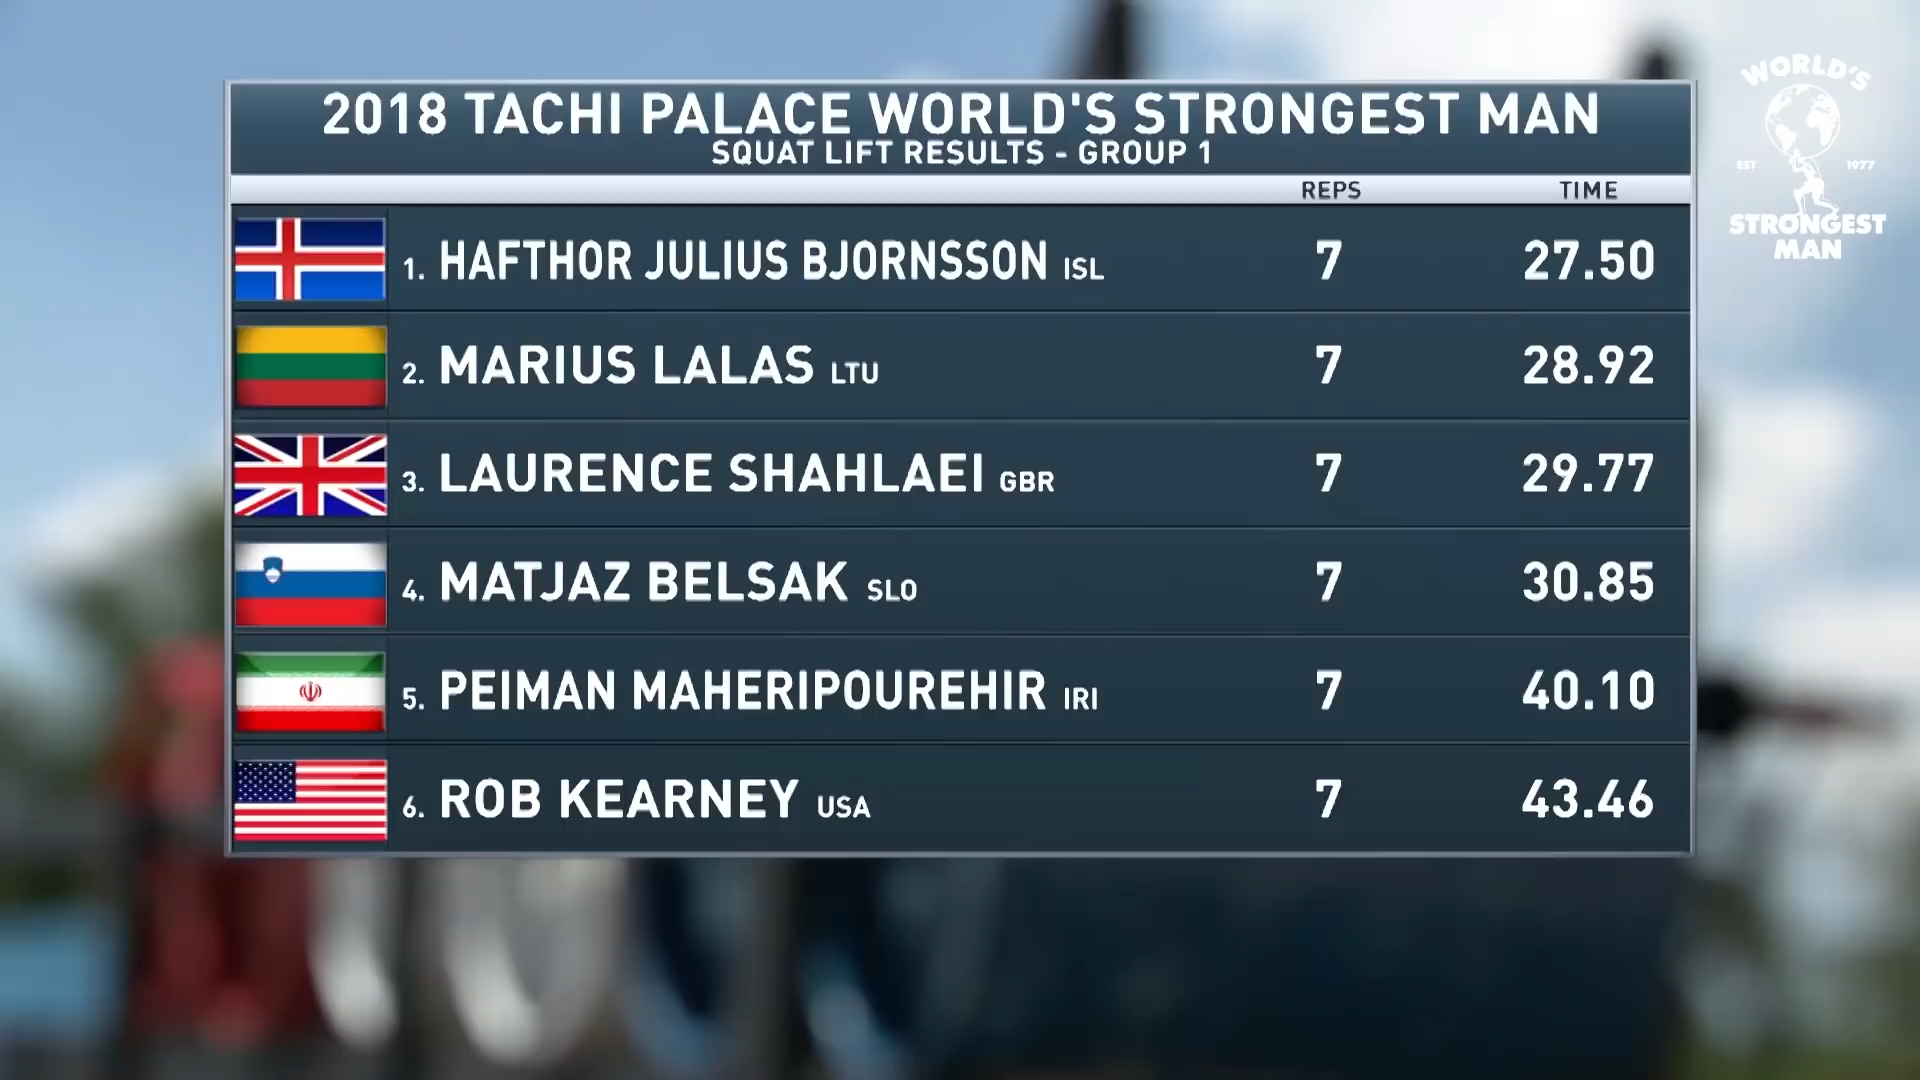 2018 TACHI PALACE WORLD'S STRONGEST MAN
SQUAT LIFT RESULTS - GROUP 1
REPS TIME
1. HAFTHOR JULIUS BJORNSSON ISL 7 27.50
2. MARIUS LALAS LTU 7 28.92
3. LAURENCE SHAHLAEI GBR 7 29.77
4. MATJAZ BELSAK SLO 7 30.85
5. PEIMAN MAHERIPOUREHIR IRI 7 40.10
6. ROB KEARNEY USA 7 43.46
WORLD'S
EST 1977
STRONGEST
MAN